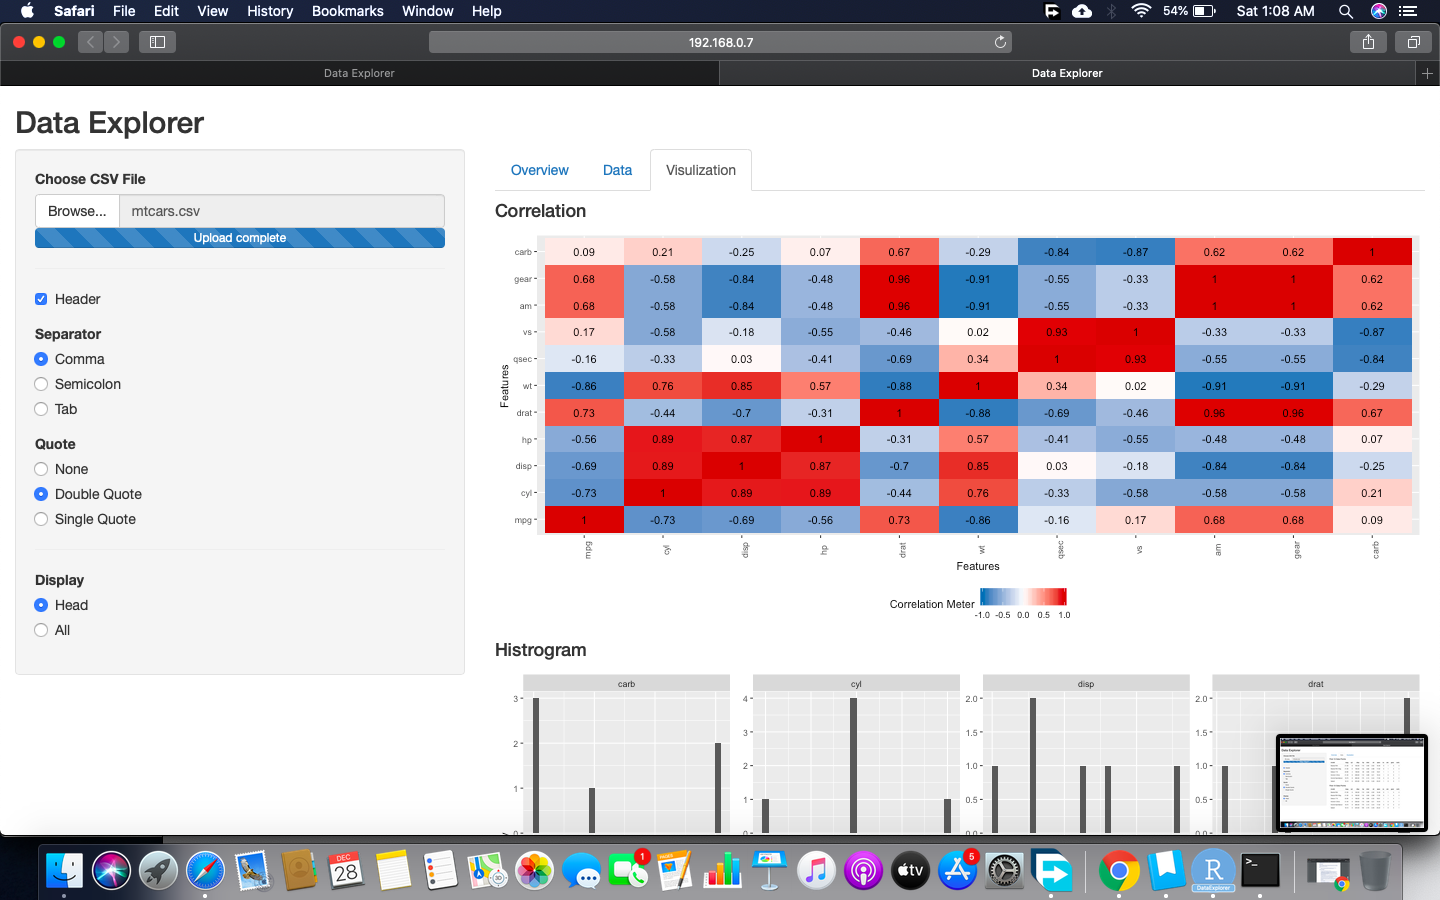 Safari File Edit View History Bookmarks Window Help 54% Sat 1:08 AM
192.168.0.7
Data Explorer Data Explorer
Data Explorer
Choose CSV File
Browse... mtcars.csv
Upload complete
Header
Separator
Comma
Semicolon
Tab
Quote
None
Double Quote
Single Quote
Display
Head
All
Overview Data Visulization
Correlation
carb 0.09 0.21 -0.25 0.07 0.67 -0.29 -0.84 -0.87 0.62 0.62 1
gear 0.68 -0.58 -0.84 -0.48 0.96 -0.91 -0.55 -0.33 1 1 0.62
am 0.68 -0.58 -0.84 -0.48 0.96 -0.91 -0.55 -0.33 1 1 0.62
vs 0.17 -0.58 -0.18 -0.55 -0.46 0.02 0.93 1 -0.33 -0.33 -0.87
qsec -0.16 -0.33 0.03 -0.41 -0.69 0.34 1 0.93 -0.55 -0.55 -0.84
wt -0.86 0.76 0.85 0.57 -0.88 1 0.34 0.02 -0.91 -0.91 -0.29
drat 0.73 -0.44 -0.7 -0.31 1 -0.88 -0.69 -0.46 0.96 0.96 0.67
hp -0.56 0.89 0.87 1 -0.31 0.57 -0.41 -0.55 -0.48 -0.48 0.07
disp -0.69 0.89 1 0.87 -0.7 0.85 0.03 -0.18 -0.84 -0.84 -0.25
cyl -0.73 1 0.89 0.89 -0.44 0.76 -0.33 -0.58 -0.58 -0.58 0.21
mpg 1 -0.73 -0.69 -0.56 0.73 -0.86 -0.16 0.17 0.68 0.68 0.09
Features
mpg cyl disp hp drat wt qsec vs am gear carb
Features
Correlation Meter
-1.0 -0.5 0.0 0.5 1.0
Histrogram
carb cyl disp drat
3 4 2.0 2.0
3 1.5 1.5
2
2 1.0 1.0
1 1 0.5 0.5
0 0 0.0 0.0
DEC
28
1
PAGES
3D
tv
5
R
DataExplorer
>_